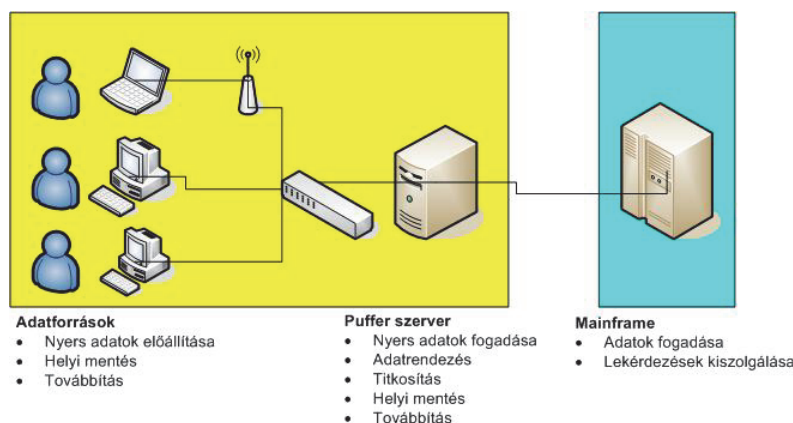 Adatforrások
• Nyers adatok előállítása
• Helyi mentés
• Továbbítás
Puffer szerver
• Nyers adatok fogadása
• Adatrendezés
• Titkosítás
• Helyi mentés
• Továbbítás
Mainframe
• Adatok fogadása
• Lekérdezések kiszolgálása